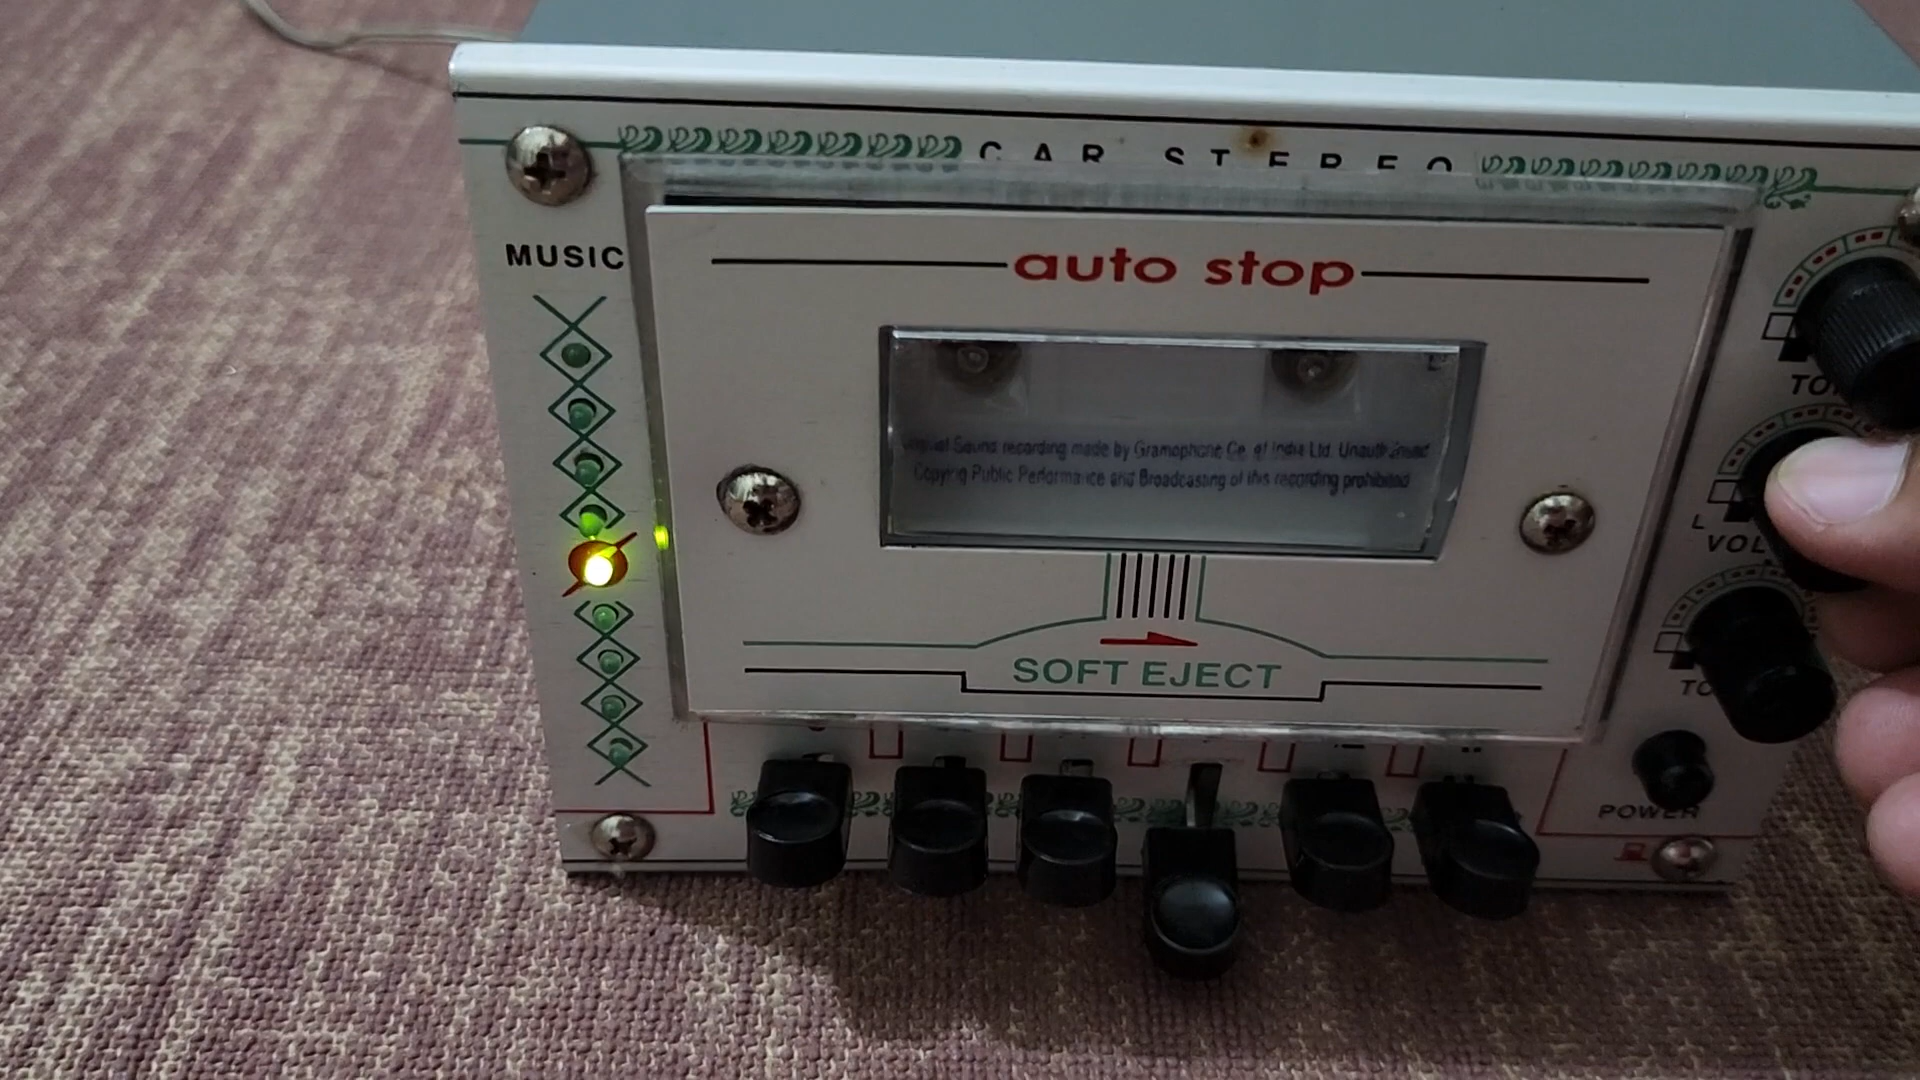 CAR STEREO
MUSIC
auto stop
Sound recording made by Gramophone Co. of India Ltd. Unauthorised
Copying Public Performance and Broadcasting of this recording prohibited
L
VOL
SOFT EJECT
POWER